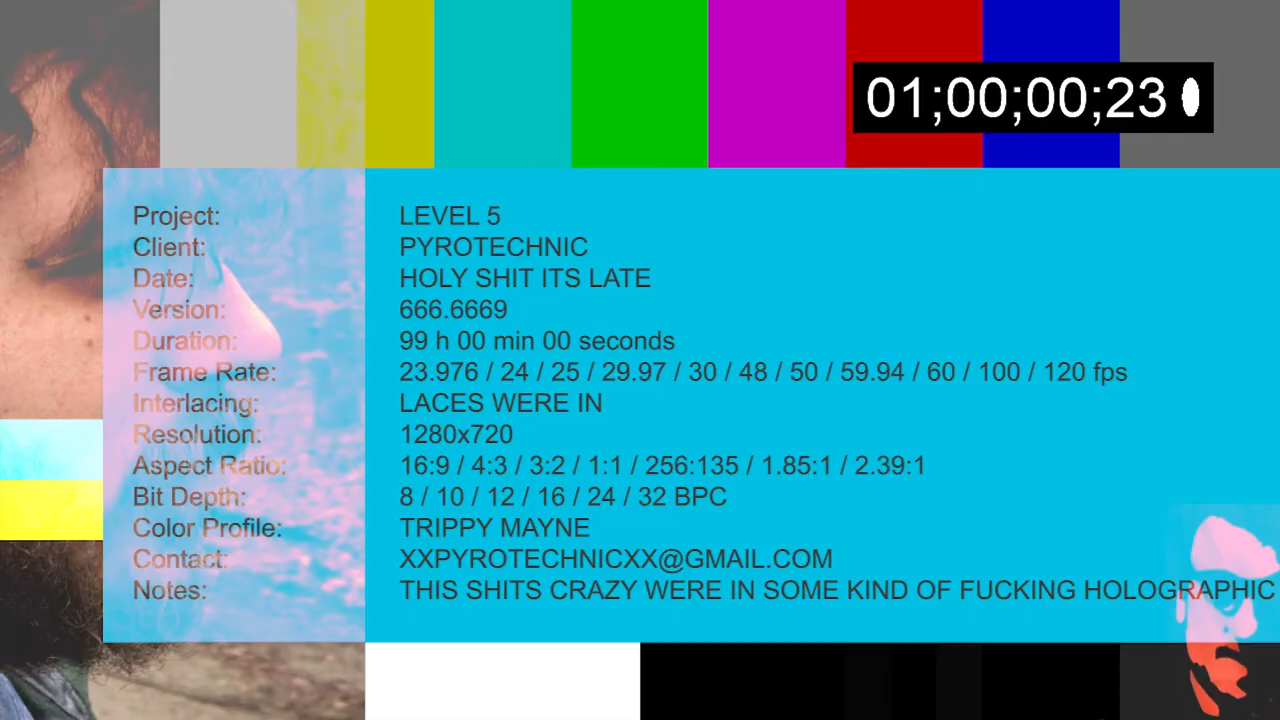 01;00;00;23
Project: LEVEL 5
Client: PYROTECHNIC
Date: HOLY SHIT ITS LATE
Version: 666.6669
Duration: 99 h 00 min 00 seconds
Frame Rate: 23.976 / 24 / 25 / 29.97 / 30 / 48 / 50 / 59.94 / 60 / 100 / 120 fps
Interlacing: LACES WERE IN
Resolution: 1280x720
Aspect Ratio: 16:9 / 4:3 / 3:2 / 1:1 / 256:135 / 1.85:1 / 2.39:1
Bit Depth: 8 / 10 / 12 / 16 / 24 / 32 BPC
Color Profile: TRIPPY MAYNE
Contact: XXPYROTECHNICXX@GMAIL.COM
Notes: THIS SHITS CRAZY WERE IN SOME KIND OF FUCKING HOLOGRAPHIC